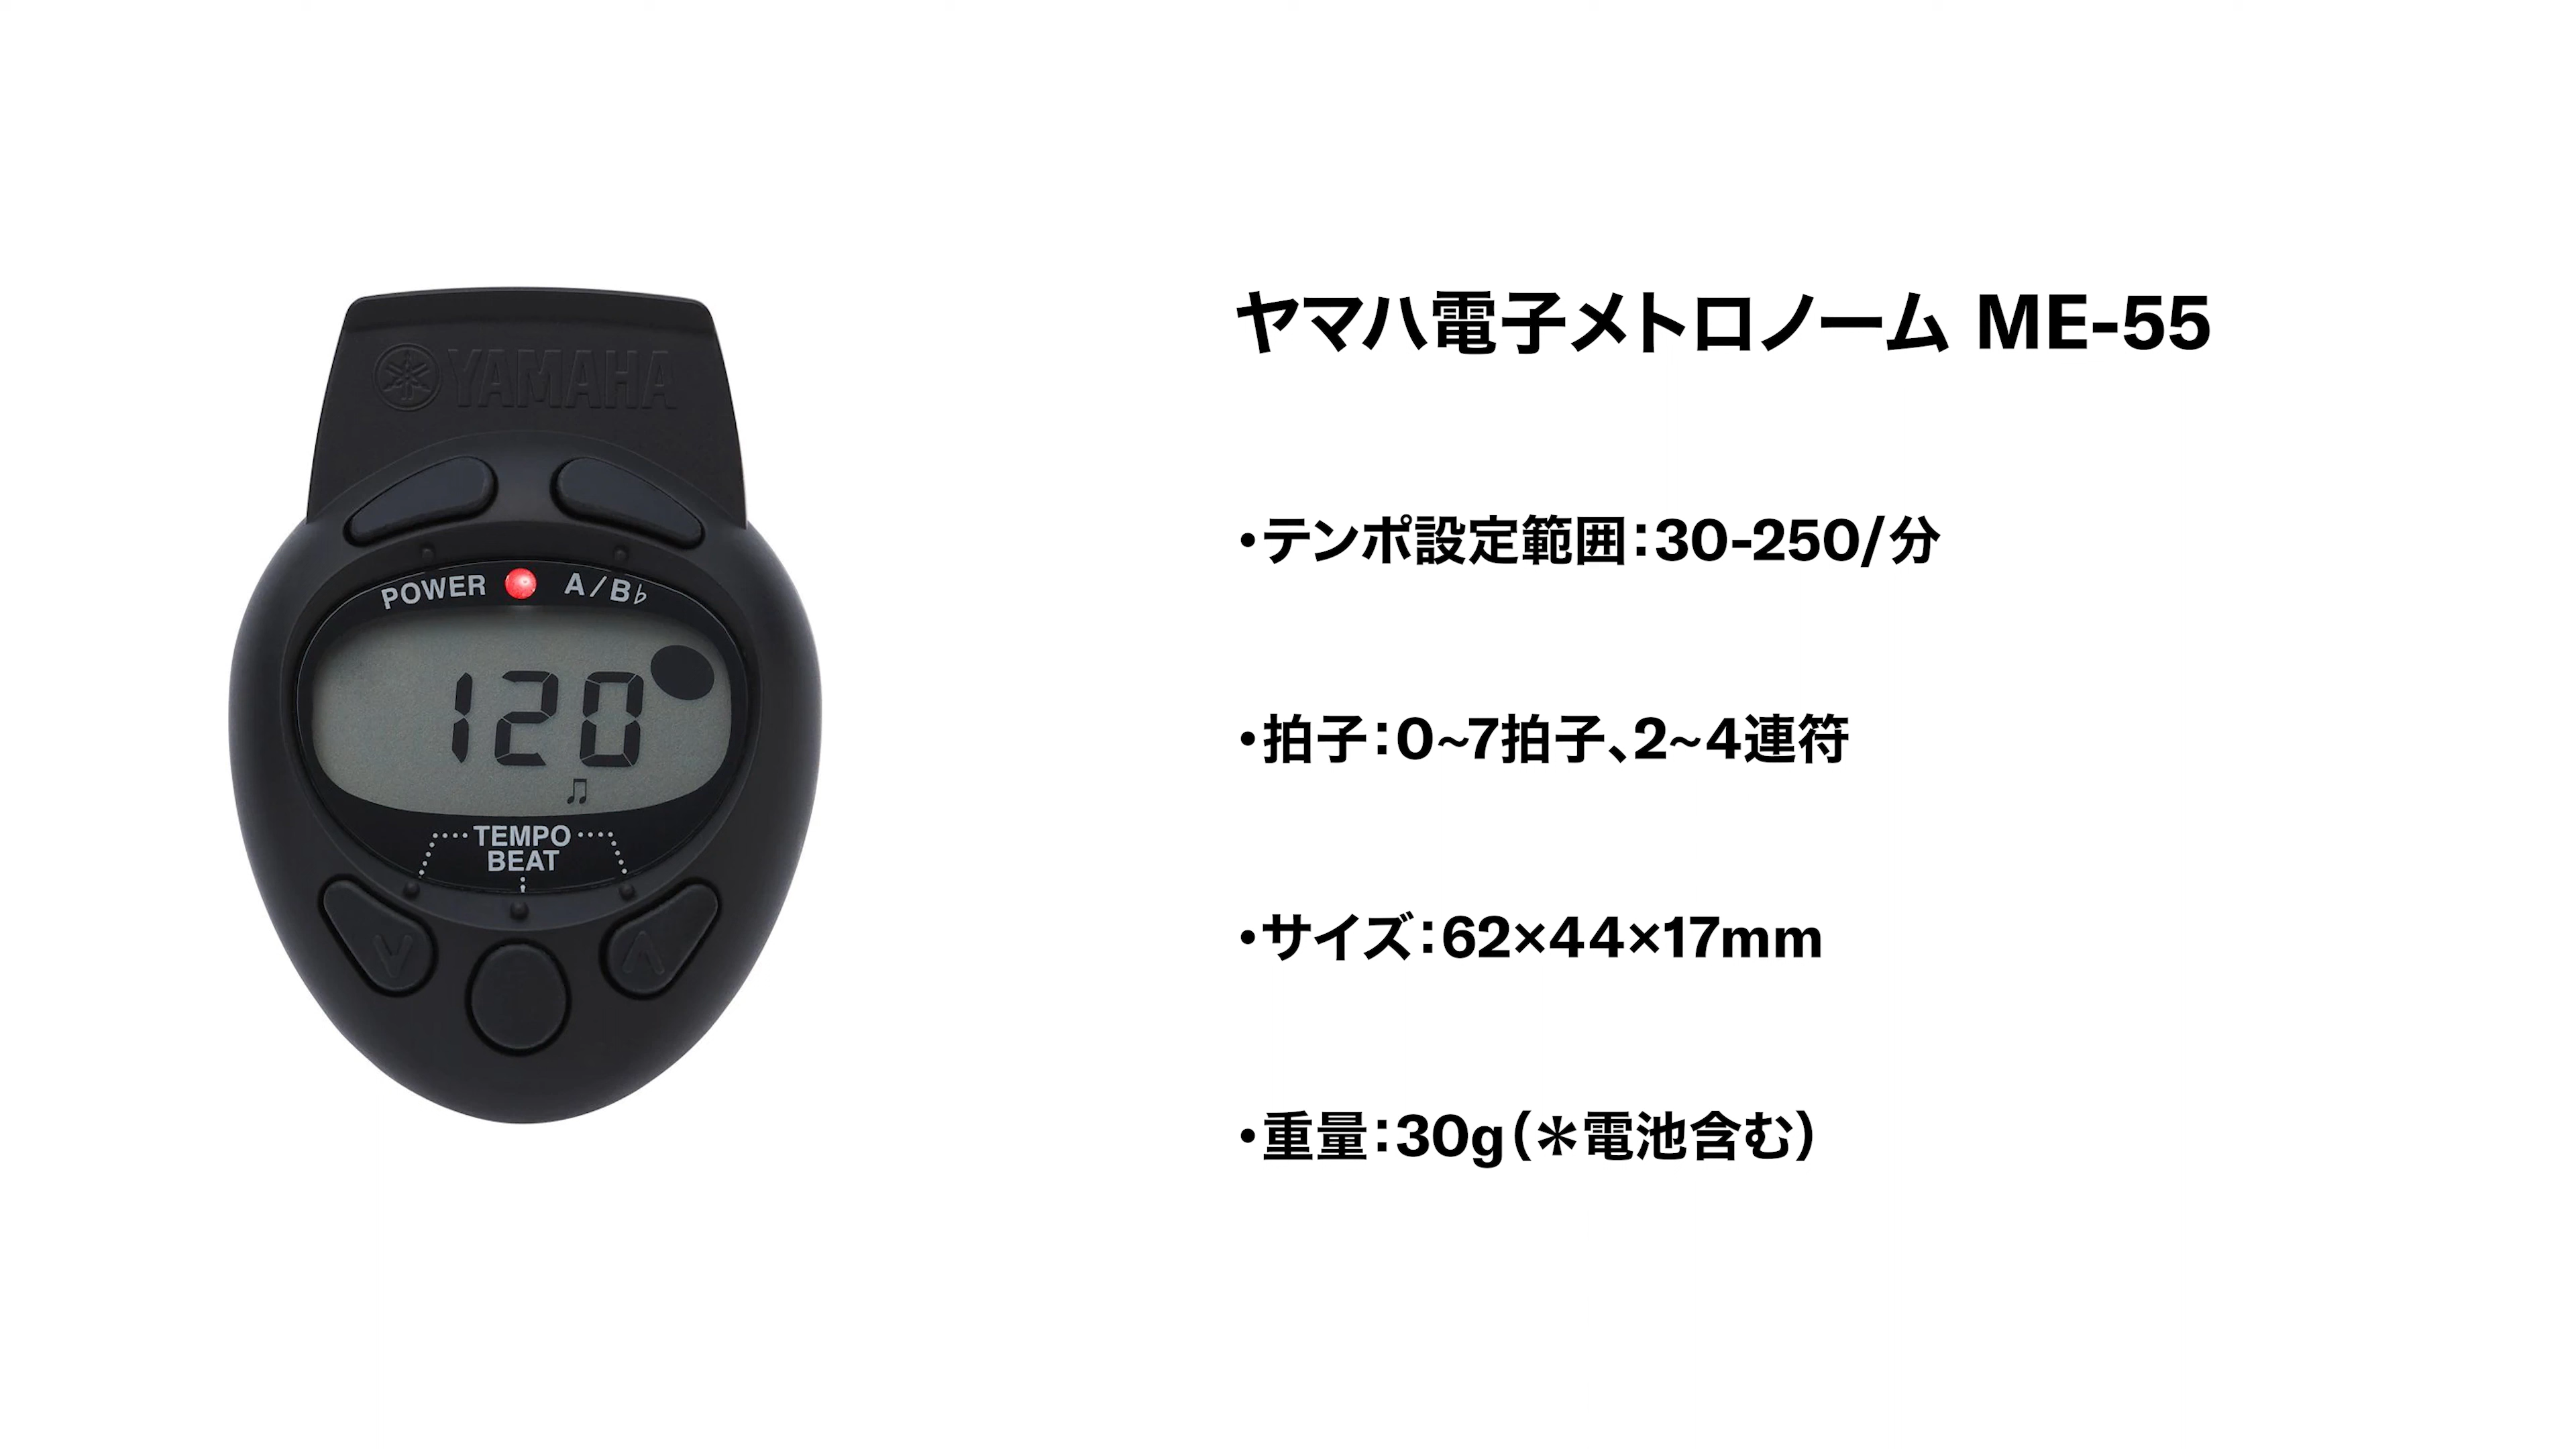 YAMAHA
POWER A/B♭
120
TEMPO
BEAT
ヤマハ電子メトロノーム ME-55
・テンポ設定範囲：30-250/分
・拍子：0~7拍子、2~4連符
・サイズ：62×44×17mm
・重量：30g（＊電池含む）